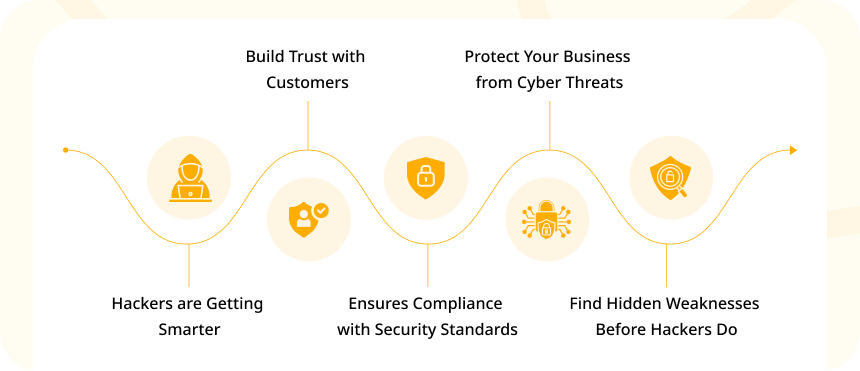 Build Trust with
Customers
Protect Your Business
from Cyber Threats
Hackers are Getting
Smarter
Ensures Compliance
with Security Standards
Find Hidden Weaknesses
Before Hackers Do